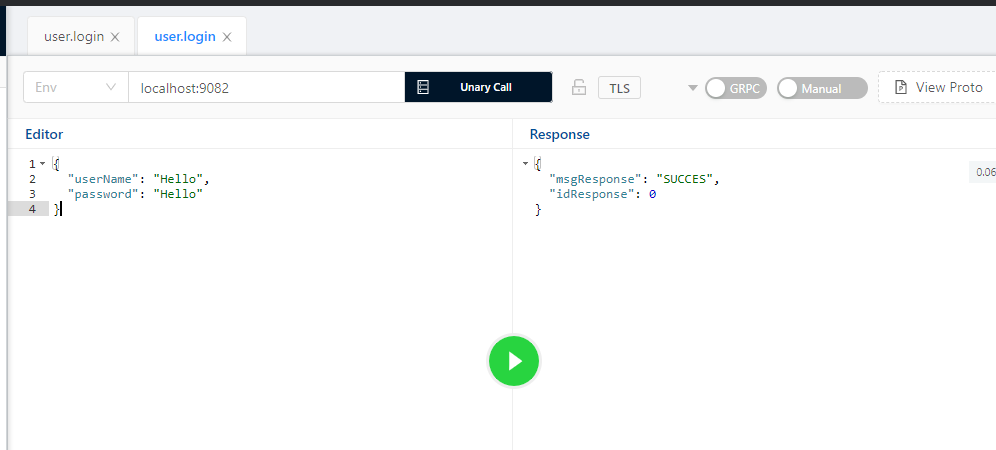 user.login user.login
Env localhost:9082 Unary Call TLS GRPC Manual View Proto
Editor Response
1 {
2 "userName": "Hello",
3 "password": "Hello"
4 }
{
"msgResponse": "SUCCES",
"idResponse": 0
}
0.06